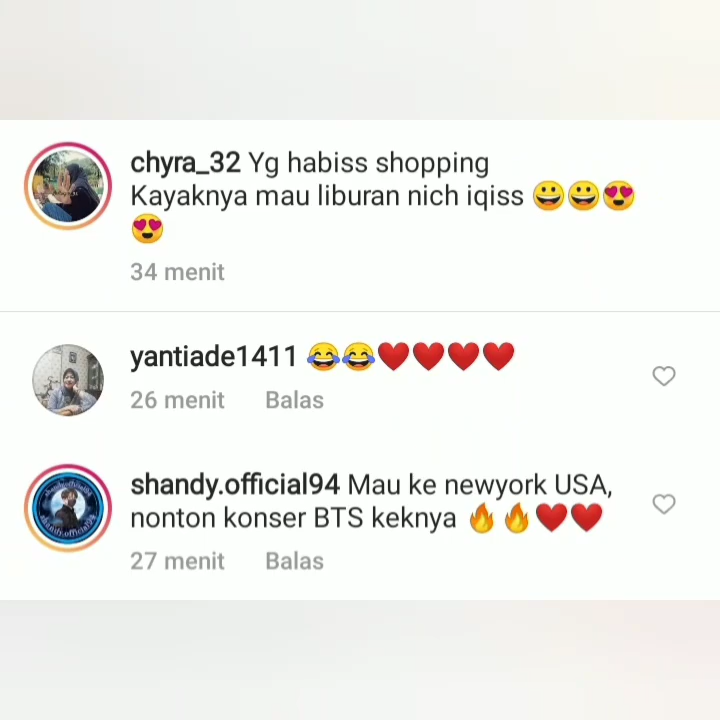 chyra_32 Yg habiss shopping
Kayaknya mau liburan nich iqiss 😀😀😍
😍
34 menit
yantiade1411 😂😂❤️❤️❤️❤️
26 menit Balas
shandy.official94 Mau ke newyork USA,
nonton konser BTS keknya 🔥🔥❤️❤️
27 menit Balas